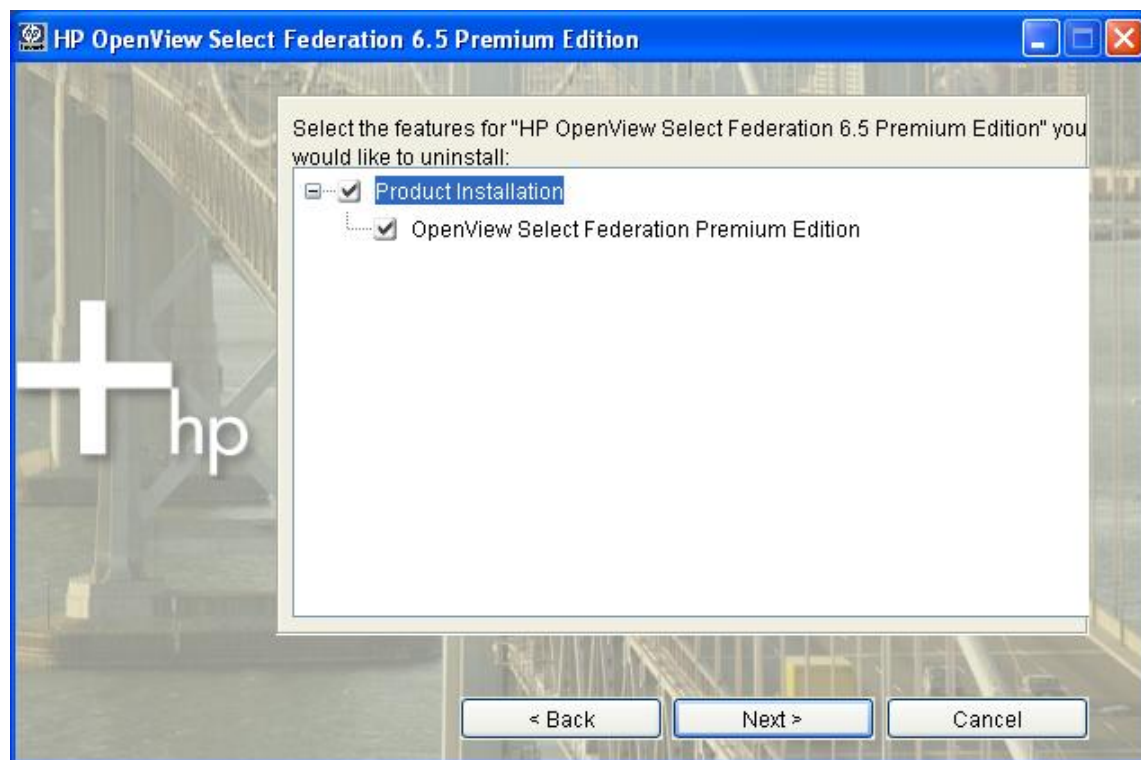 HP OpenView Select Federation 6.5 Premium Edition
Select the features for "HP OpenView Select Federation 6.5 Premium Edition" you
would like to uninstall:
Product Installation
OpenView Select Federation Premium Edition
hp
< Back
Next >
Cancel